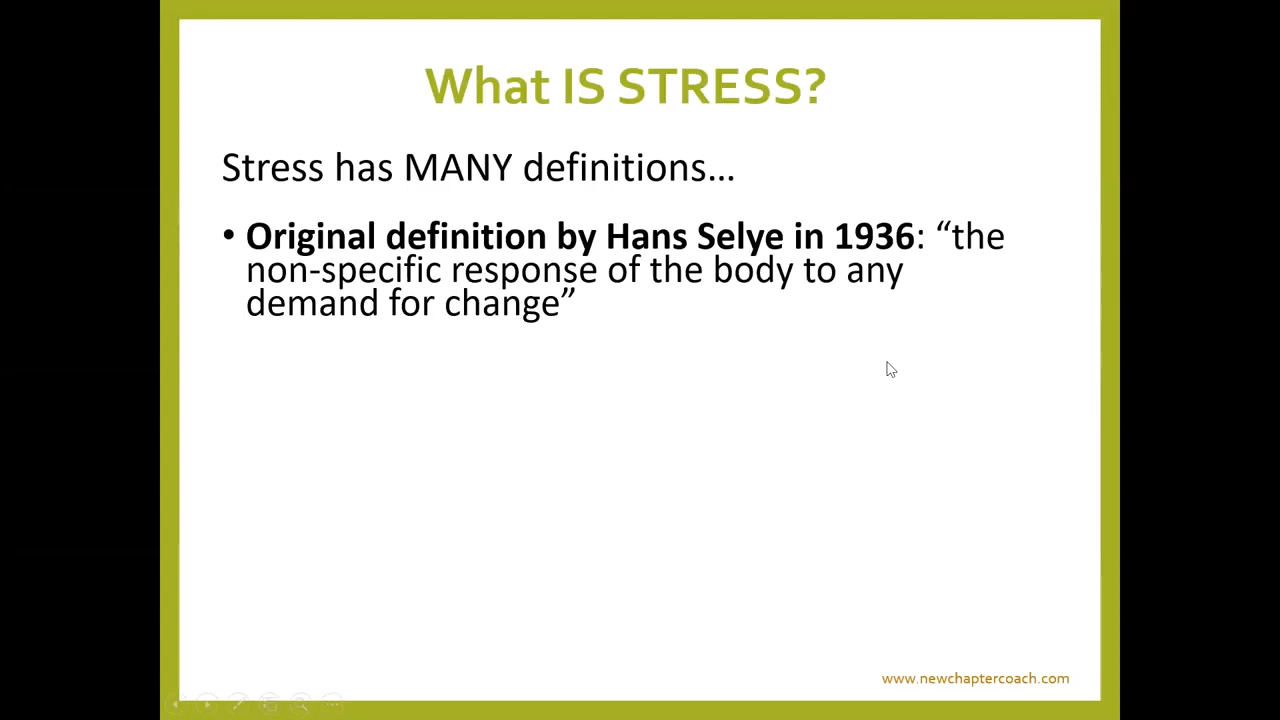 What IS STRESS?
Stress has MANY definitions…
• Original definition by Hans Selye in 1936: “the
non-specific response of the body to any
demand for change”
www.newchaptercoach.com